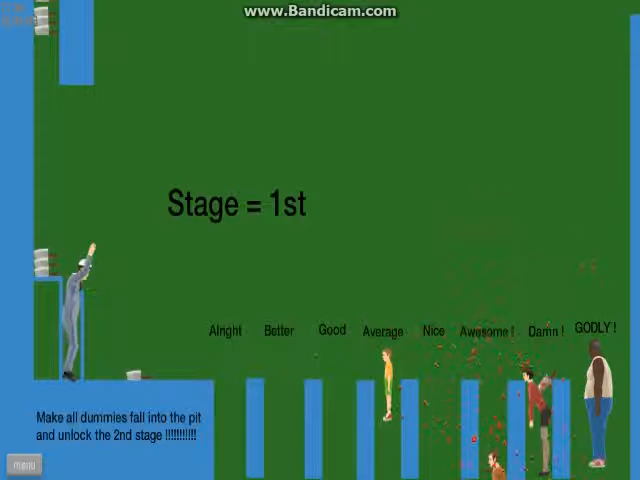 www.Bandicam.com
Stage = 1st
Alright
Better
Good
Average
Nice
Awesome !
Damn !
GODLY !
Make all dummies fall into the pit
and unlock the 2nd stage !!!!!!!!!!!
menu